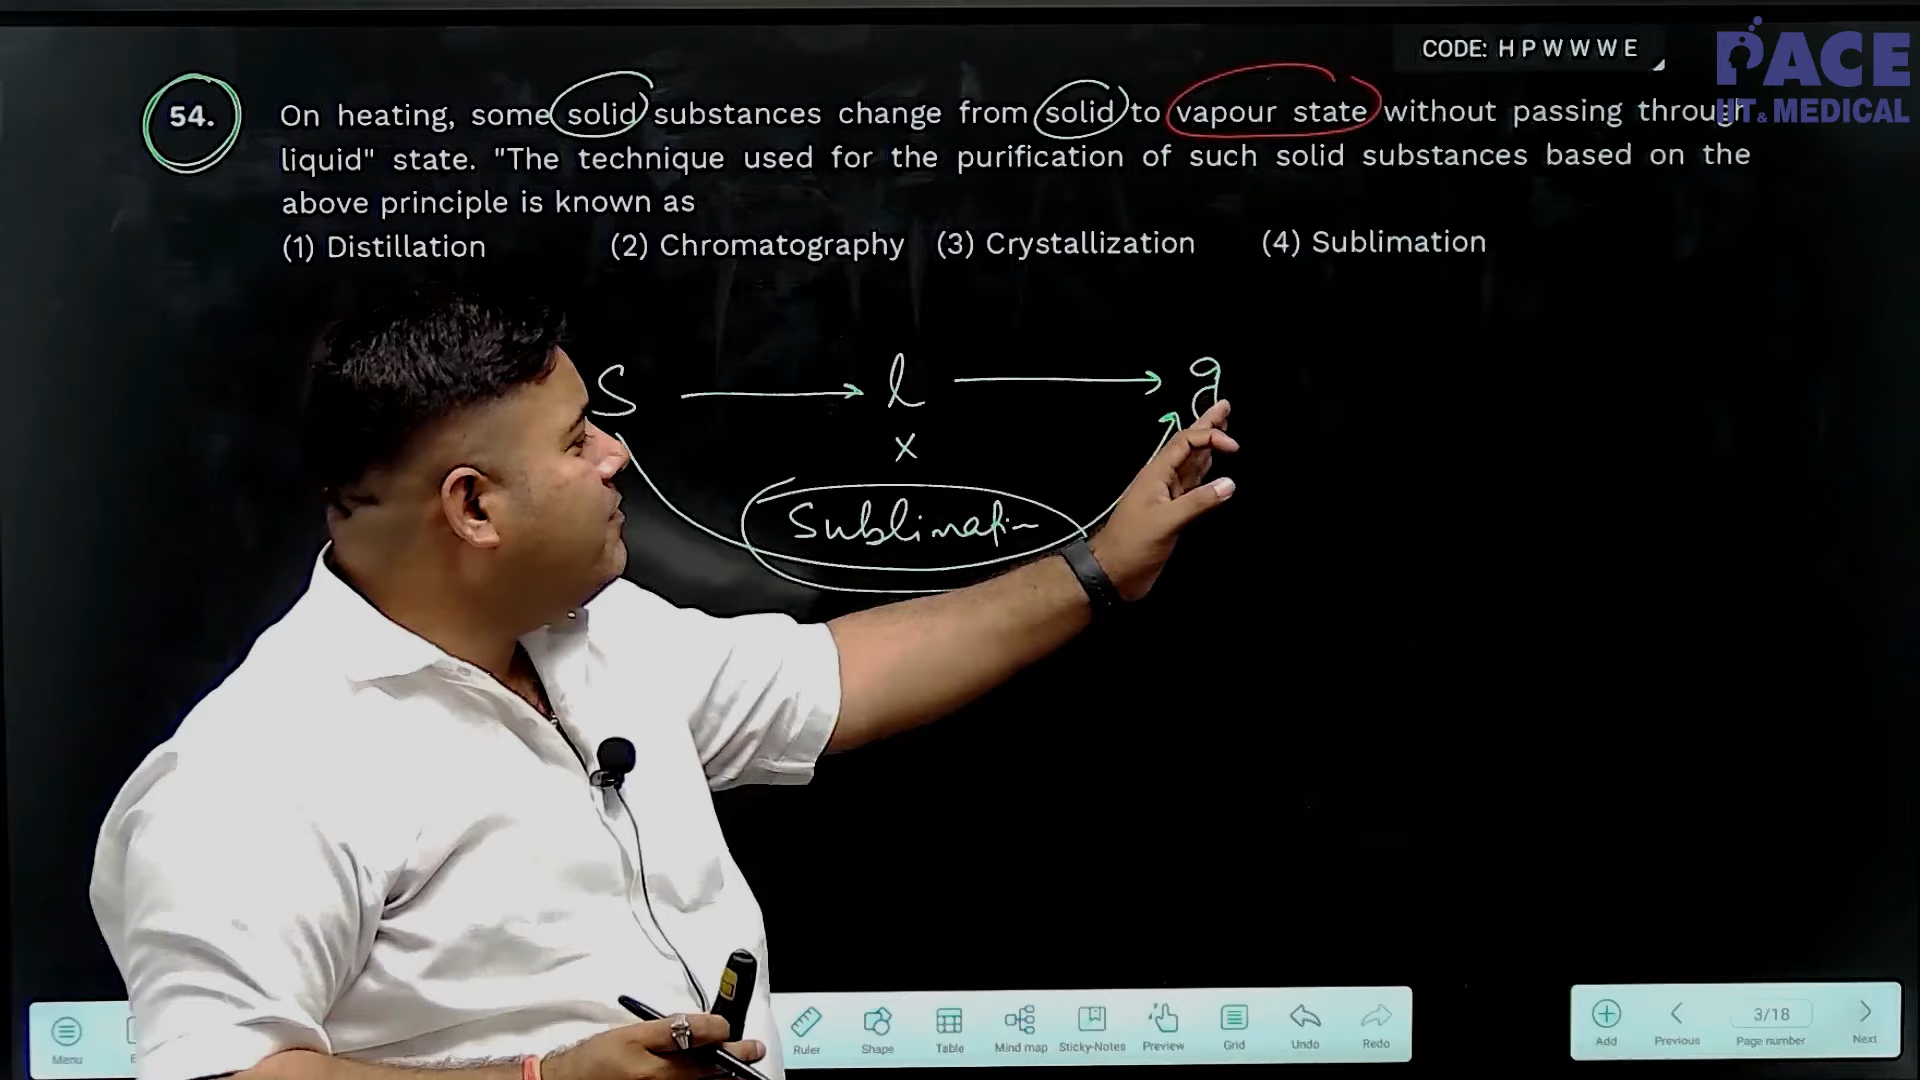 CODE: H P W W W E
PACE
IIT & MEDICAL
54. On heating, some solid substances change from solid to vapour state without passing through
liquid" state. "The technique used for the purification of such solid substances based on the
above principle is known as
(1) Distillation (2) Chromatography (3) Crystallization (4) Sublimation
S → l → g
x
Sublimation
Menu Ruler Shape Table Mind map Sticky-Notes Preview Grid Undo Redo
Add Previous 3/18 Page number Next